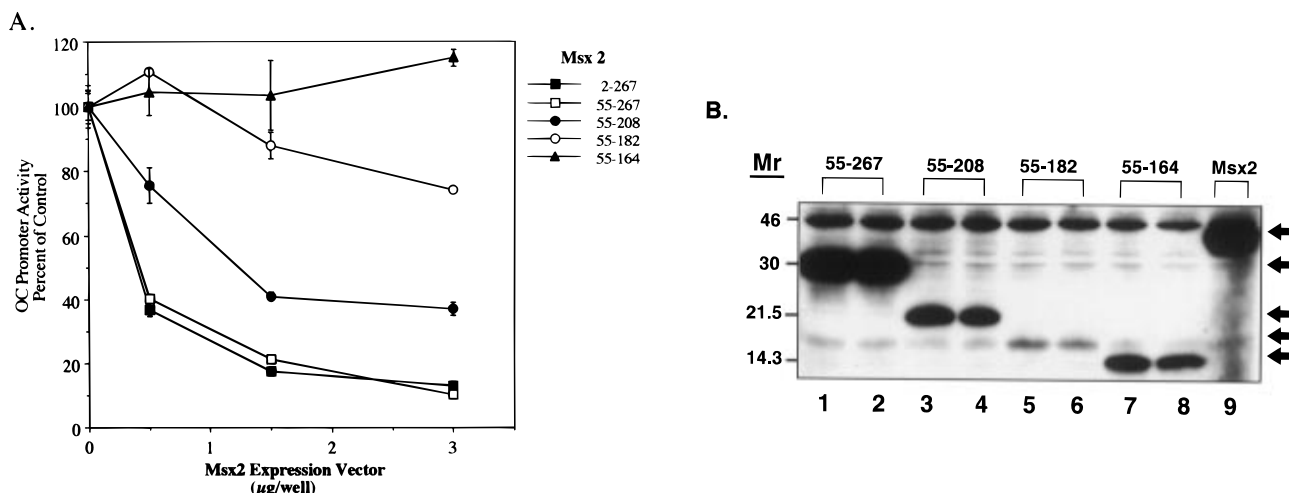 A.
120
100
80
60
40
20
0
OC Promoter Activity
Percent of Control
0
1
2
3
Msx2 Expression Vector
(µg/well)
Msx 2
2-267
55-267
55-208
55-182
55-164
B.
Mr
55-267
55-208
55-182
55-164
Msx2
46
30
21.5
14.3
1 2 3 4 5 6 7 8 9